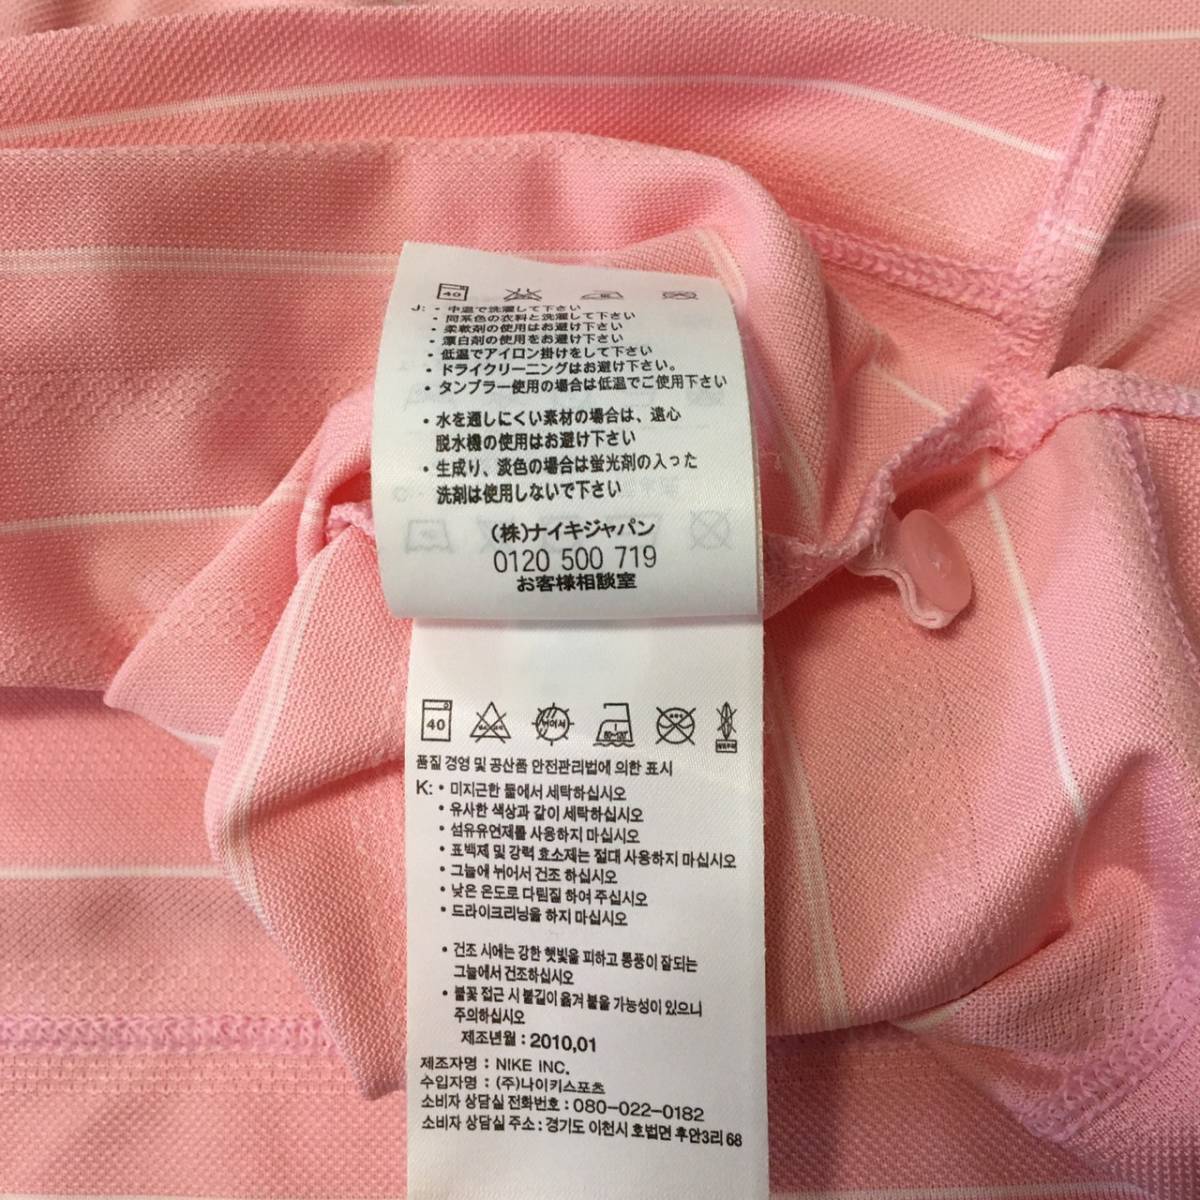 40
J: ・中温で洗濯して下さい
・同系色の衣料と洗濯して下さい
・柔軟剤の使用はお避け下さい
・漂白剤の使用をお避け下さい
・低温でアイロン掛けをして下さい
・ドライクリーニングはお避け下さい。
・タンブラー使用の場合は低温でご使用下さい
・水を通しにくい素材の場合は、遠心
脱水機の使用はお避け下さい
・生成り、淡色の場合は蛍光剤の入った
洗剤は使用しないで下さい
(株)ナイキジャパン
0120 500 719
お客様相談室
40 뉘어서 80~120℃
품질 경영 및 공산품 안전관리법에 의한 표시
K: • 미지근한 물에서 세탁하십시오
• 유사한 색상과 같이 세탁하십시오
• 섬유유연제를 사용하지 마십시오
• 표백제 및 강력 효소제는 절대 사용하지 마십시오
• 그늘에 뉘어서 건조 하십시오
• 낮은 온도로 다림질 하여 주십시오
• 드라이크리닝을 하지 마십시오
• 건조 시에는 강한 햇빛을 피하고 통풍이 잘되는
그늘에서 건조하십시오
• 불꽃 접근 시 불길이 옮겨 붙을 가능성이 있으니
주의하십시오
제조년월 : 2010.01
제조자명 : NIKE INC.
수입자명 : (주)나이키스포츠
소비자 상담실 전화번호 : 080-022-0182
소비자 상담실 주소 : 경기도 이천시 호법면 후안3리 68